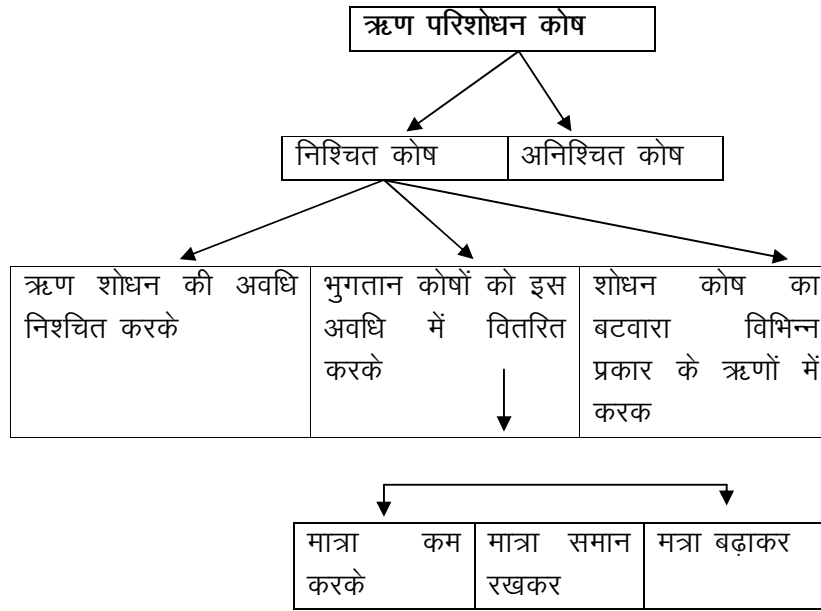 ऋण परिशोधन कोष
निश्चित कोष
अनिश्चित कोष
ऋण शोधन की अवधि
निश्चित करके
भुगतान कोषों को इस
अवधि में वितरित
करके
शोधन कोष का
बटवारा विभिन्न
प्रकार के ऋणों में
करक
मात्रा कम
करके
मात्रा समान
रखकर
मत्रा बढ़ाकर